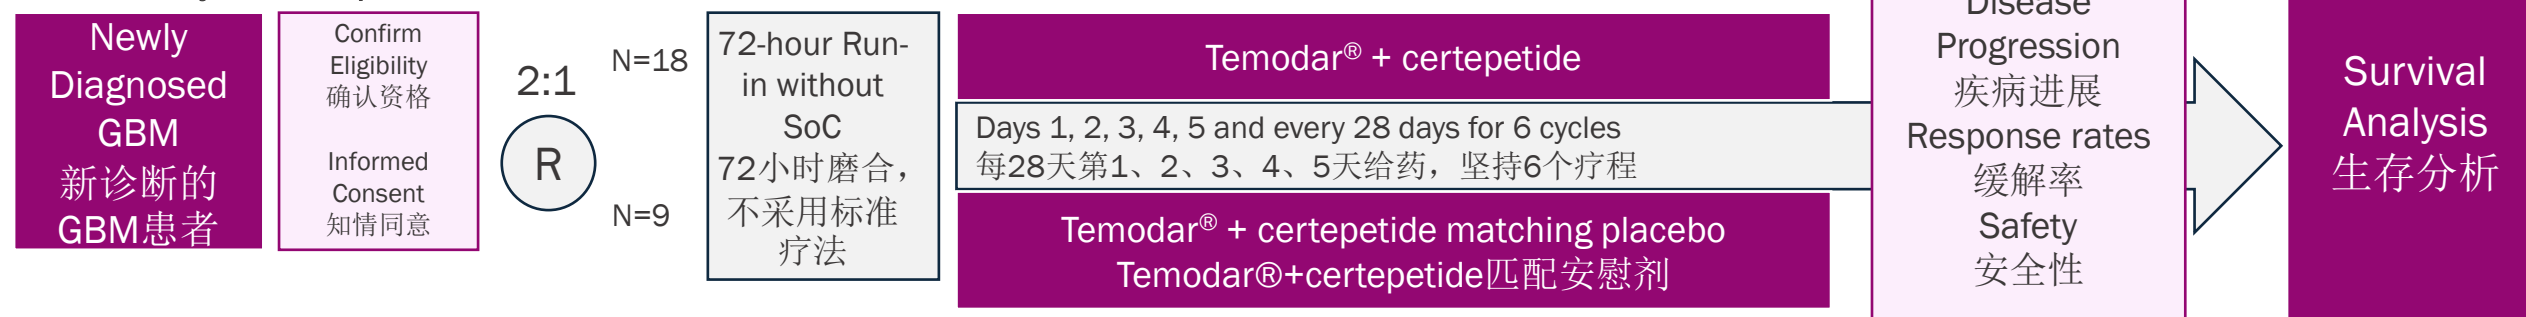 Newly
Diagnosed
GBM
新诊断的
GBM患者
Confirm
Eligibility
确认资格
Informed
Consent
知情同意
2:1
R
N=18
N=9
72-hour Run-
in without
SoC
72小时磨合，
不采用标准
疗法
Temodar® + certepetide
Days 1, 2, 3, 4, 5 and every 28 days for 6 cycles
每28天第1、2、3、4、5天给药，坚持6个疗程
Temodar® + certepetide matching placebo
Temodar®+certepetide匹配安慰剂
Disease
Progression
疾病进展
Response rates
缓解率
Safety
安全性
Survival
Analysis
生存分析